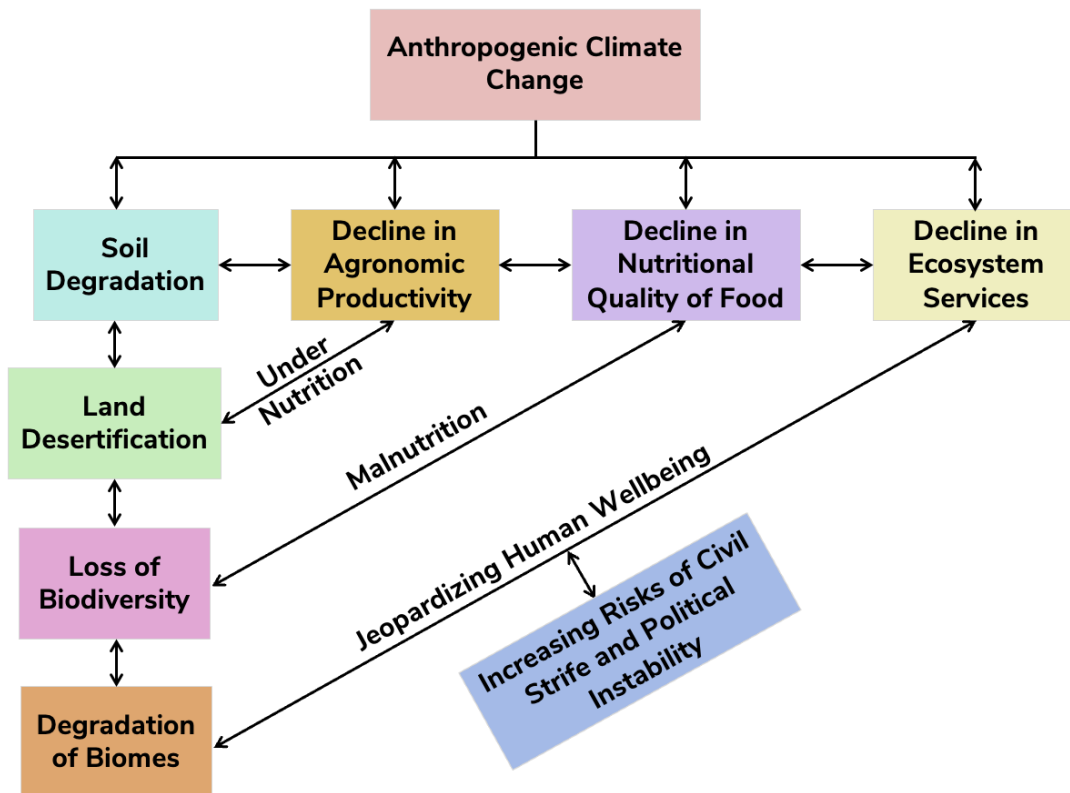 Anthropogenic Climate
Change
Soil
Degradation
Decline in
Agronomic
Productivity
Decline in
Nutritional
Quality of Food
Decline in
Ecosystem
Services
Under
Nutrition
Land
Desertification
Malnutrition
Jeopardizing Human Wellbeing
Loss of
Biodiversity
Increasing Risks of Civil
Strife and Political
Instability
Degradation
of Biomes